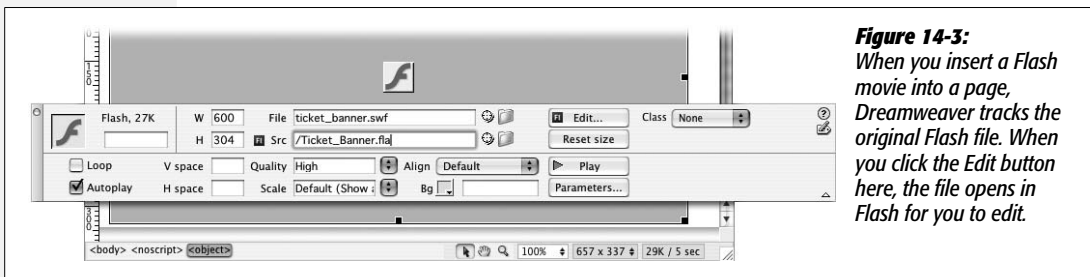 150
Flash, 27K
W 600
File ticket_banner.swf
Edit...
Class None
H 304
Src /Ticket_Banner.fla
Reset size
Loop
V space
Quality High
Align Default
Play
Autoplay
H space
Scale Default (Show
Bg
Parameters...
<body> <noscript> <object>
100%
657 x 337
29K / 5 sec
Figure 14-3:
When you insert a Flash
movie into a page,
Dreamweaver tracks the
original Flash file. When
you click the Edit button
here, the file opens in
Flash for you to edit.